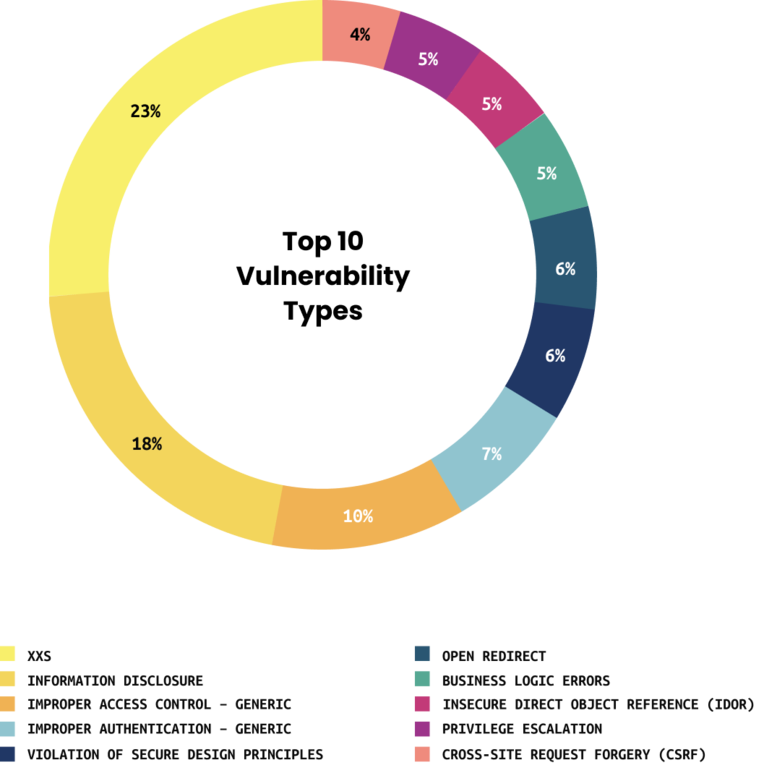 4%
5%
5%
23%
5%
6%
6%
18%
7%
10%
Top 10
Vulnerability
Types
XXS
INFORMATION DISCLOSURE
IMPROPER ACCESS CONTROL – GENERIC
IMPROPER AUTHENTICATION – GENERIC
VIOLATION OF SECURE DESIGN PRINCIPLES
OPEN REDIRECT
BUSINESS LOGIC ERRORS
INSECURE DIRECT OBJECT REFERENCE (IDOR)
PRIVILEGE ESCALATION
CROSS-SITE REQUEST FORGERY (CSRF)